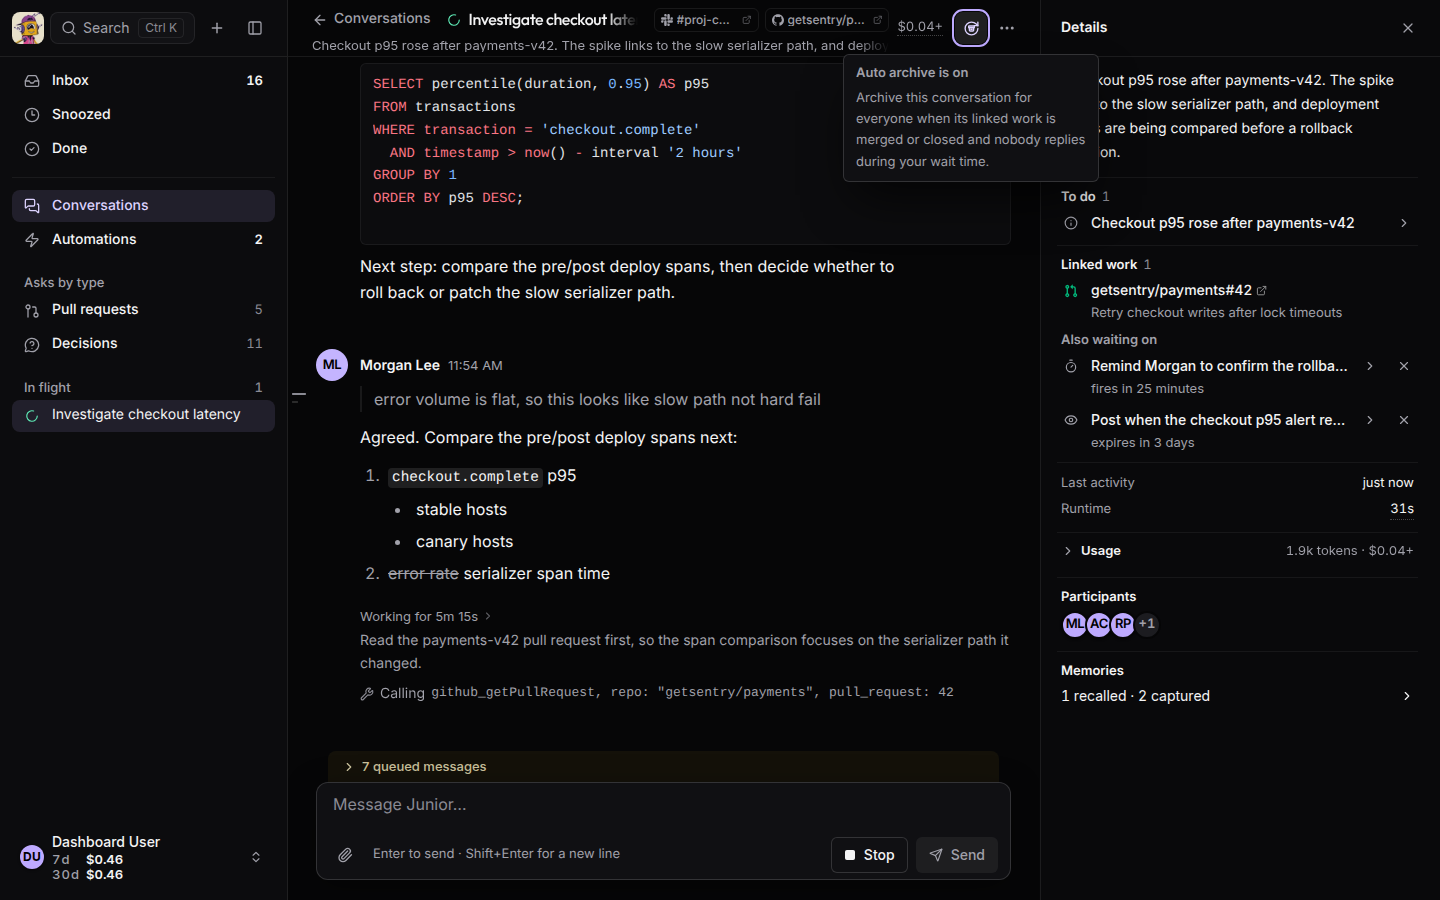 Search Ctrl K
Inbox 16
Snoozed
Done
Conversations
Automations 2
Asks by type
Pull requests 5
Decisions 11
In flight 1
Investigate checkout latency
Dashboard User
7d $0.46
30d $0.46
Conversations
Investigate checkout late
#proj-c...
getsentry/p...
$0.04+
Checkout p95 rose after payments-v42. The spike links to the slow serializer path, and deploy
Auto archive is on
Archive this conversation for
everyone when its linked work is
merged or closed and nobody replies
during your wait time.
SELECT percentile(duration, 0.95) AS p95
FROM transactions
WHERE transaction = 'checkout.complete'
AND timestamp > now() - interval '2 hours'
GROUP BY 1
ORDER BY p95 DESC;
Next step: compare the pre/post deploy spans, then decide whether to
roll back or patch the slow serializer path.
ML Morgan Lee 11:54 AM
error volume is flat, so this looks like slow path not hard fail
Agreed. Compare the pre/post deploy spans next:
1. checkout.complete p95
• stable hosts
• canary hosts
2. error rate serializer span time
Working for 5m 15s
Read the payments-v42 pull request first, so the span comparison focuses on the serializer path it
changed.
Calling github_getPullRequest, repo: "getsentry/payments", pull_request: 42
7 queued messages
Message Junior...
Enter to send · Shift+Enter for a new line
Stop
Send
Details
kout p95 rose after payments-v42. The spike
o the slow serializer path, and deployment
s are being compared before a rollback
on.
To do 1
Checkout p95 rose after payments-v42
Linked work 1
getsentry/payments#42
Retry checkout writes after lock timeouts
Also waiting on
Remind Morgan to confirm the rollba...
fires in 25 minutes
Post when the checkout p95 alert re...
expires in 3 days
Last activity just now
Runtime 31s
Usage 1.9k tokens · $0.04+
Participants
ML AC RP +1
Memories
1 recalled · 2 captured
DU